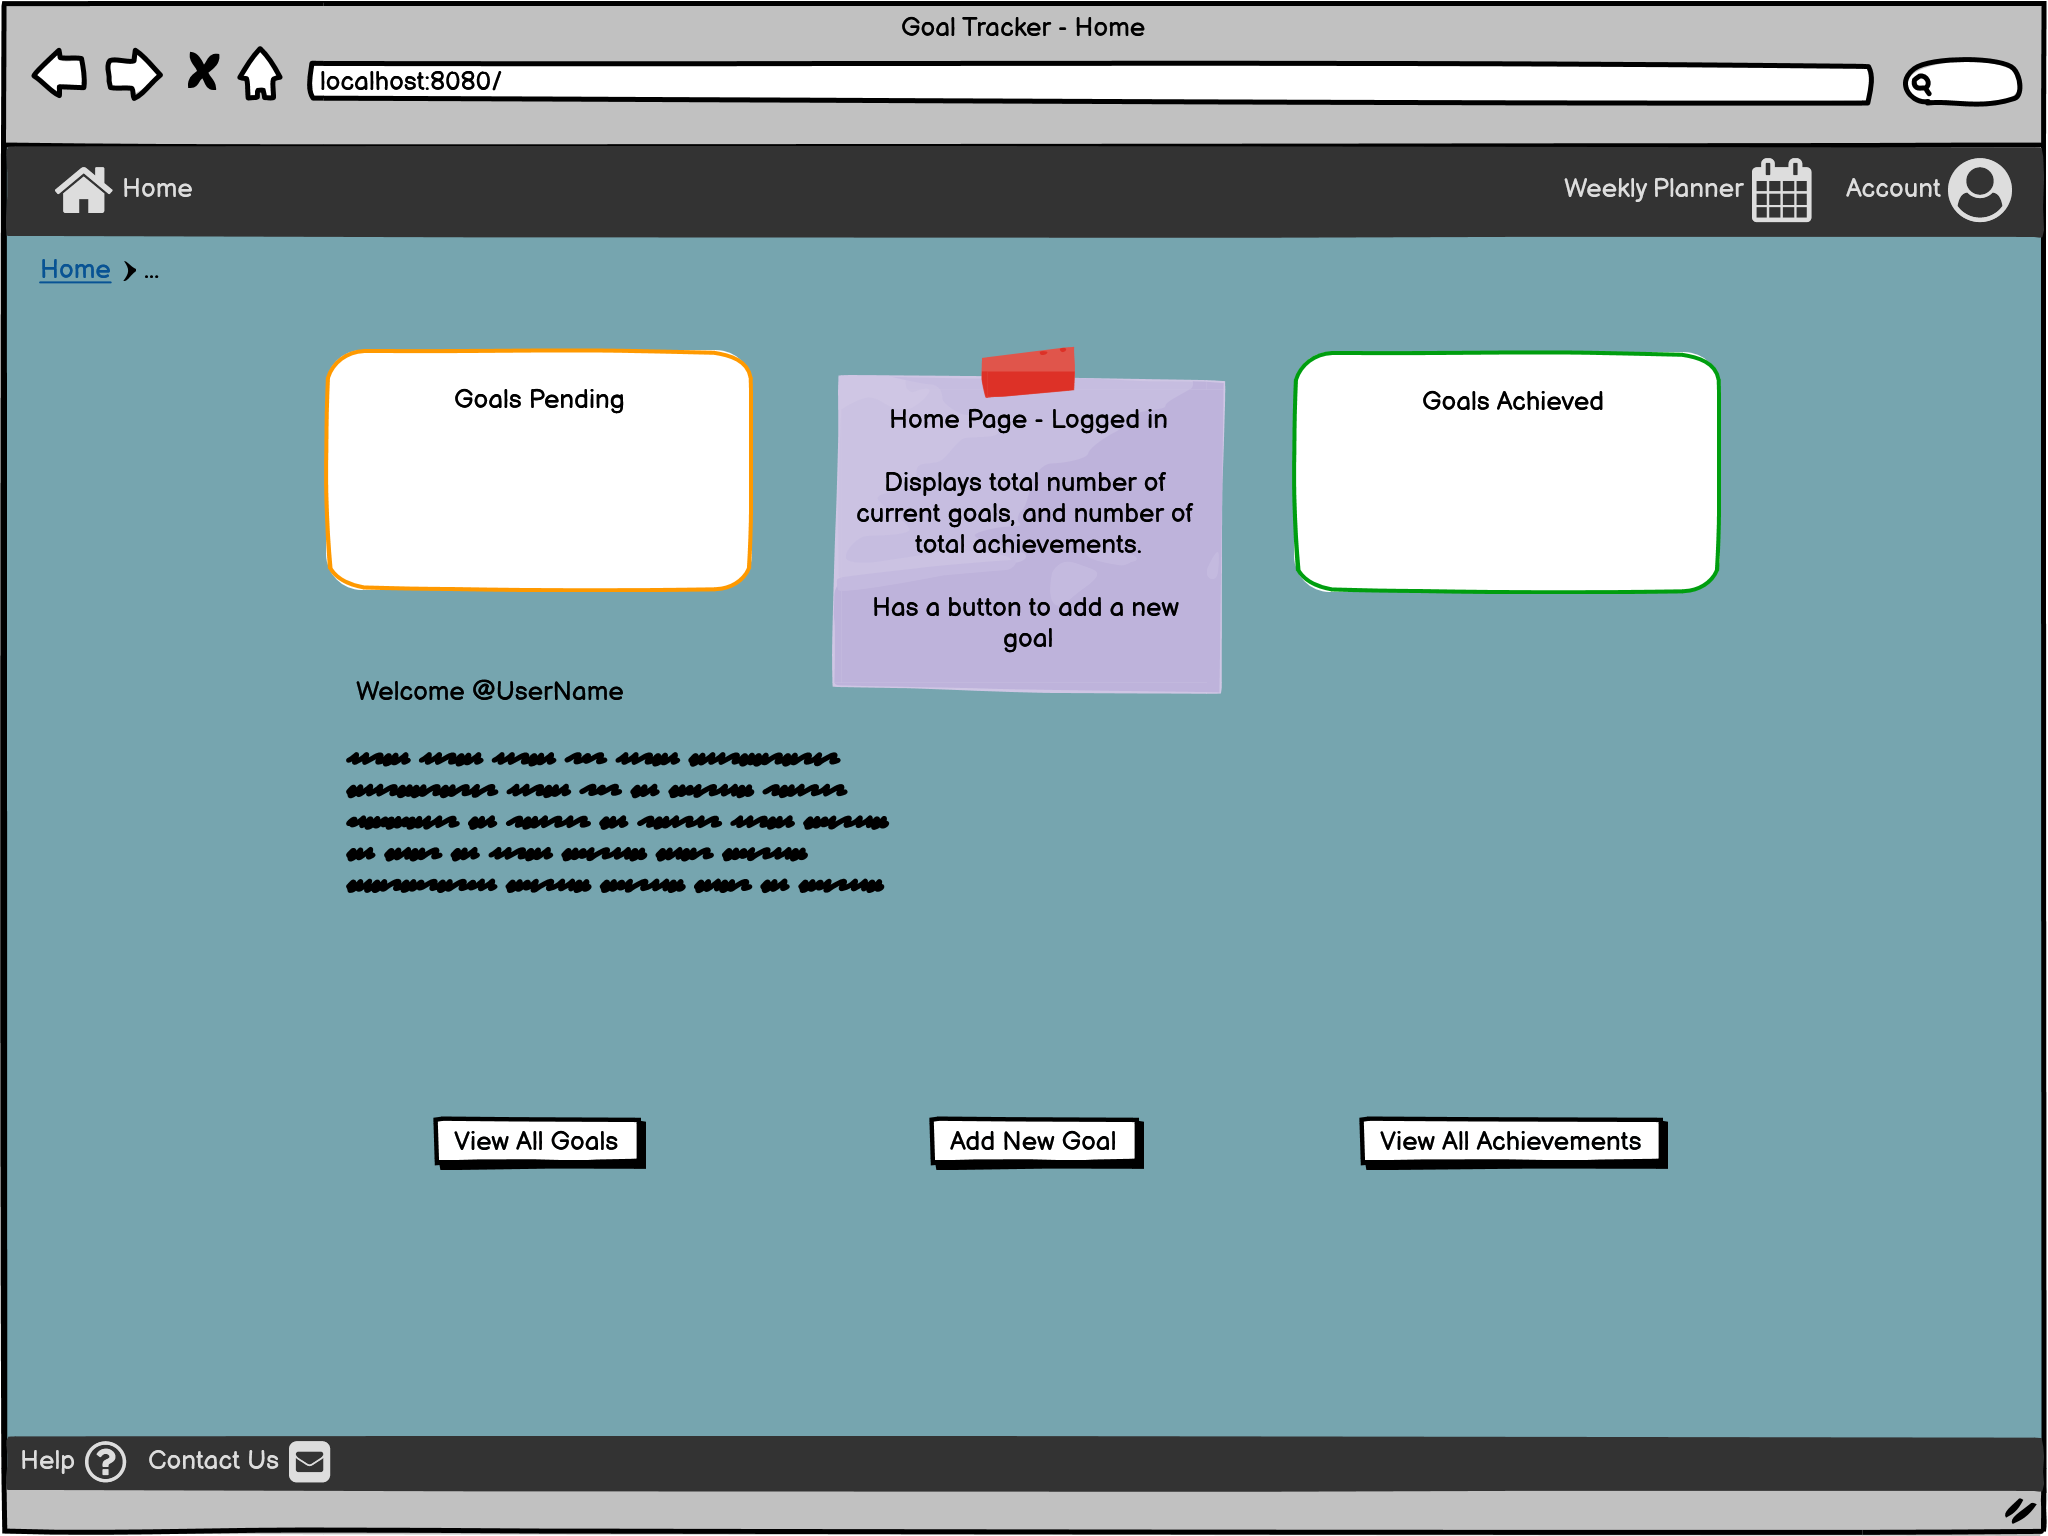 Goal Tracker - Home
localhost:8080/
Home
Weekly Planner
Account
Home
...
Goals Pending
Home Page - Logged in
Displays total number of
current goals, and number of
total achievements.
Has a button to add a new
goal
Goals Achieved
Welcome @UserName
View All Goals
Add New Goal
View All Achievements
Help
?
Contact Us